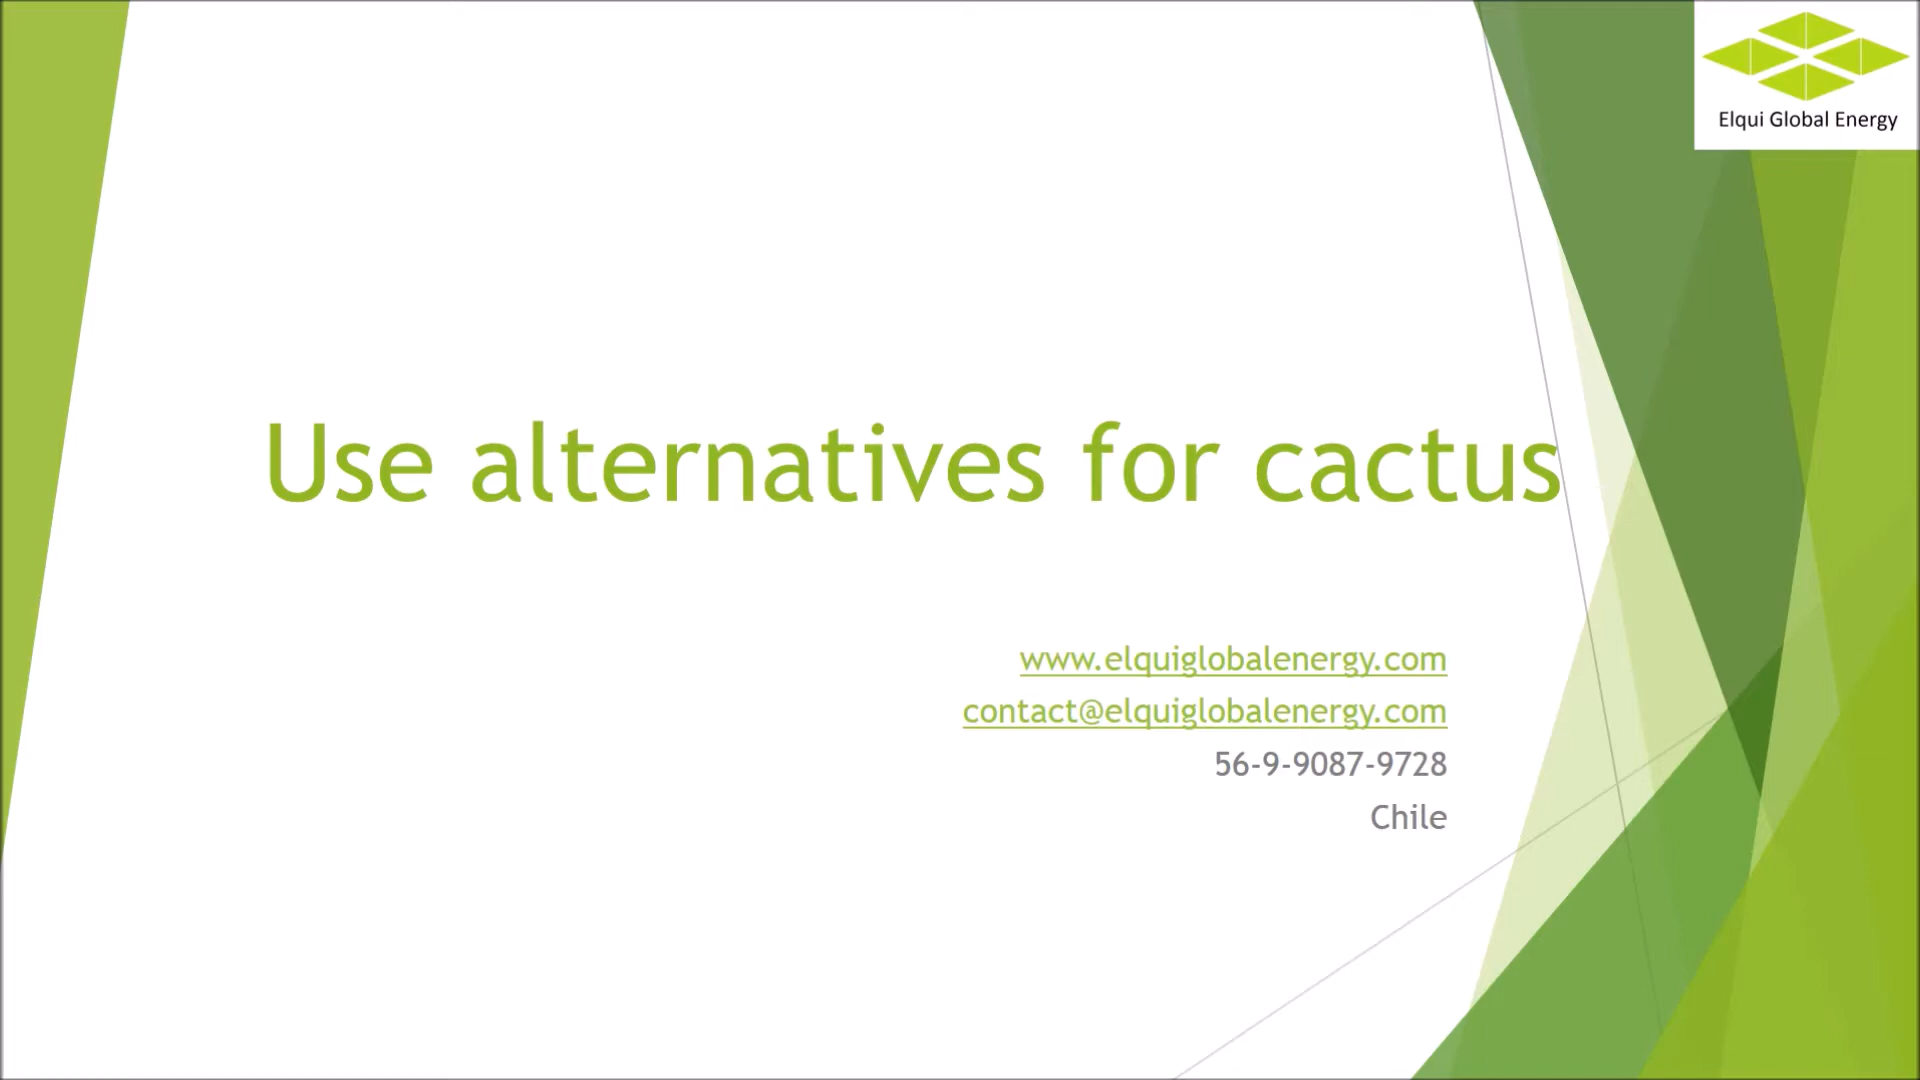 Elqui Global Energy
Use alternatives for cactus
www.elquiglobalenergy.com
contact@elquiglobalenergy.com
56-9-9087-9728
Chile